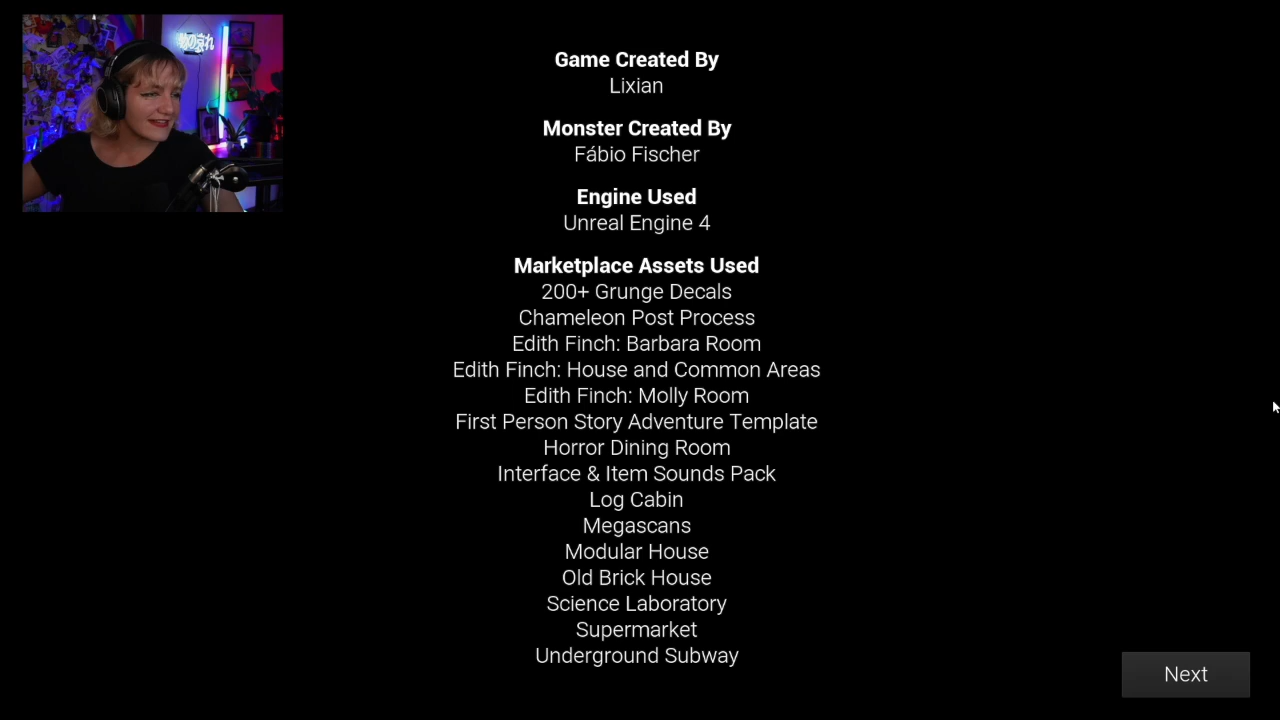 Game Created By
Lixian
Monster Created By
Fábio Fischer
Engine Used
Unreal Engine 4
Marketplace Assets Used
200+ Grunge Decals
Chameleon Post Process
Edith Finch: Barbara Room
Edith Finch: House and Common Areas
Edith Finch: Molly Room
First Person Story Adventure Template
Horror Dining Room
Interface & Item Sounds Pack
Log Cabin
Megascans
Modular House
Old Brick House
Science Laboratory
Supermarket
Underground Subway
Next